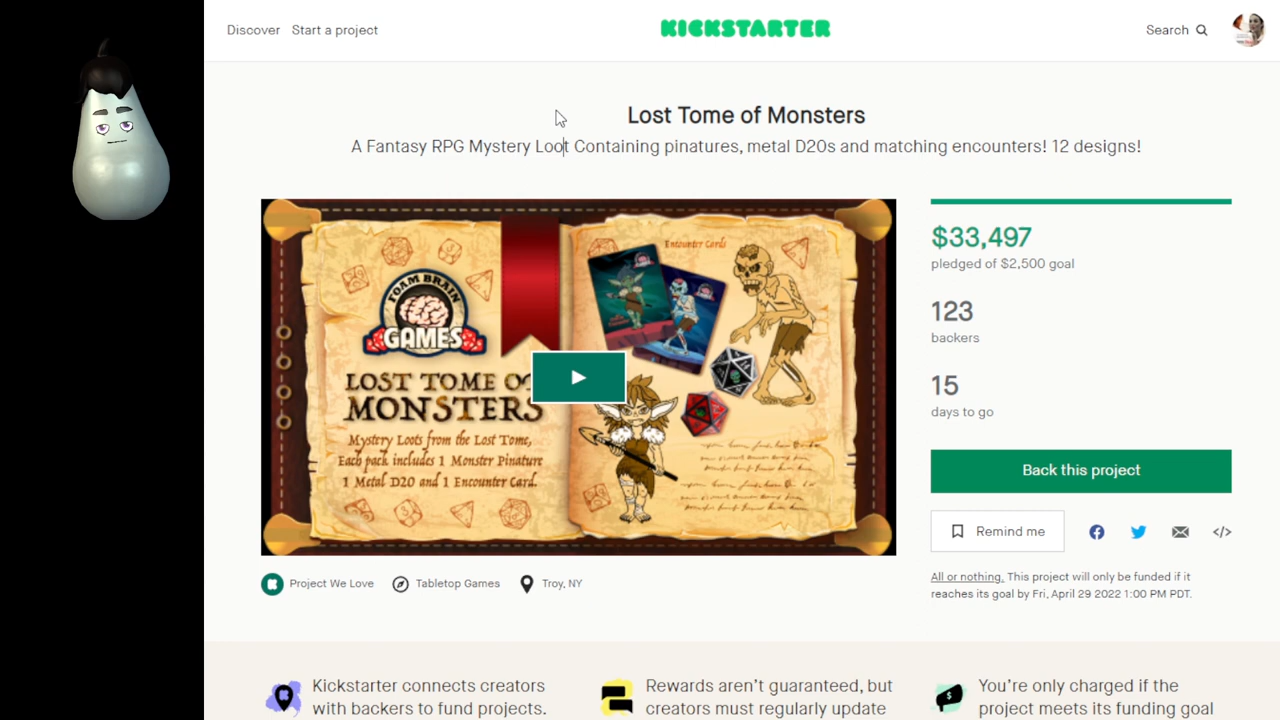 Discover Start a project
KICKSTARTER
Search
Lost Tome of Monsters
A Fantasy RPG Mystery Loot Containing pinatures, metal D20s and matching encounters! 12 designs!
FOAM BRAIN
GAMES
LOST TOME OF
MONSTERS
Mystery Loots from the Lost Tome,
Each pack includes 1 Monster Pinature
1 Metal D20 and 1 Encounter Card.
Encounter Cards
$33,497
pledged of $2,500 goal
123
backers
15
days to go
Back this project
Remind me
All or nothing. This project will only be funded if it
reaches its goal by Fri, April 29 2022 1:00 PM PDT.
Project We Love Tabletop Games Troy, NY
Kickstarter connects creators
with backers to fund projects.
Rewards aren't guaranteed, but
creators must regularly update
You're only charged if the
project meets its funding goal